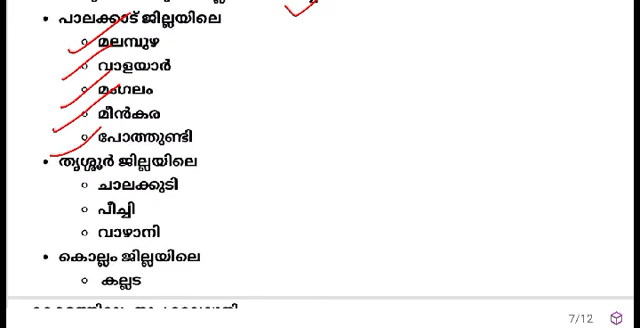 പാലക്കാട് ജില്ലയിലെ
മലമ്പുഴ
വാളയാർ
മംഗലം
മീൻകര
പോത്തുണ്ടി
തൃശ്ശൂർ ജില്ലയിലെ
ചാലക്കുടി
പീച്ചി
വാഴാനി
കൊല്ലം ജില്ലയിലെ
കല്ലട
7/12